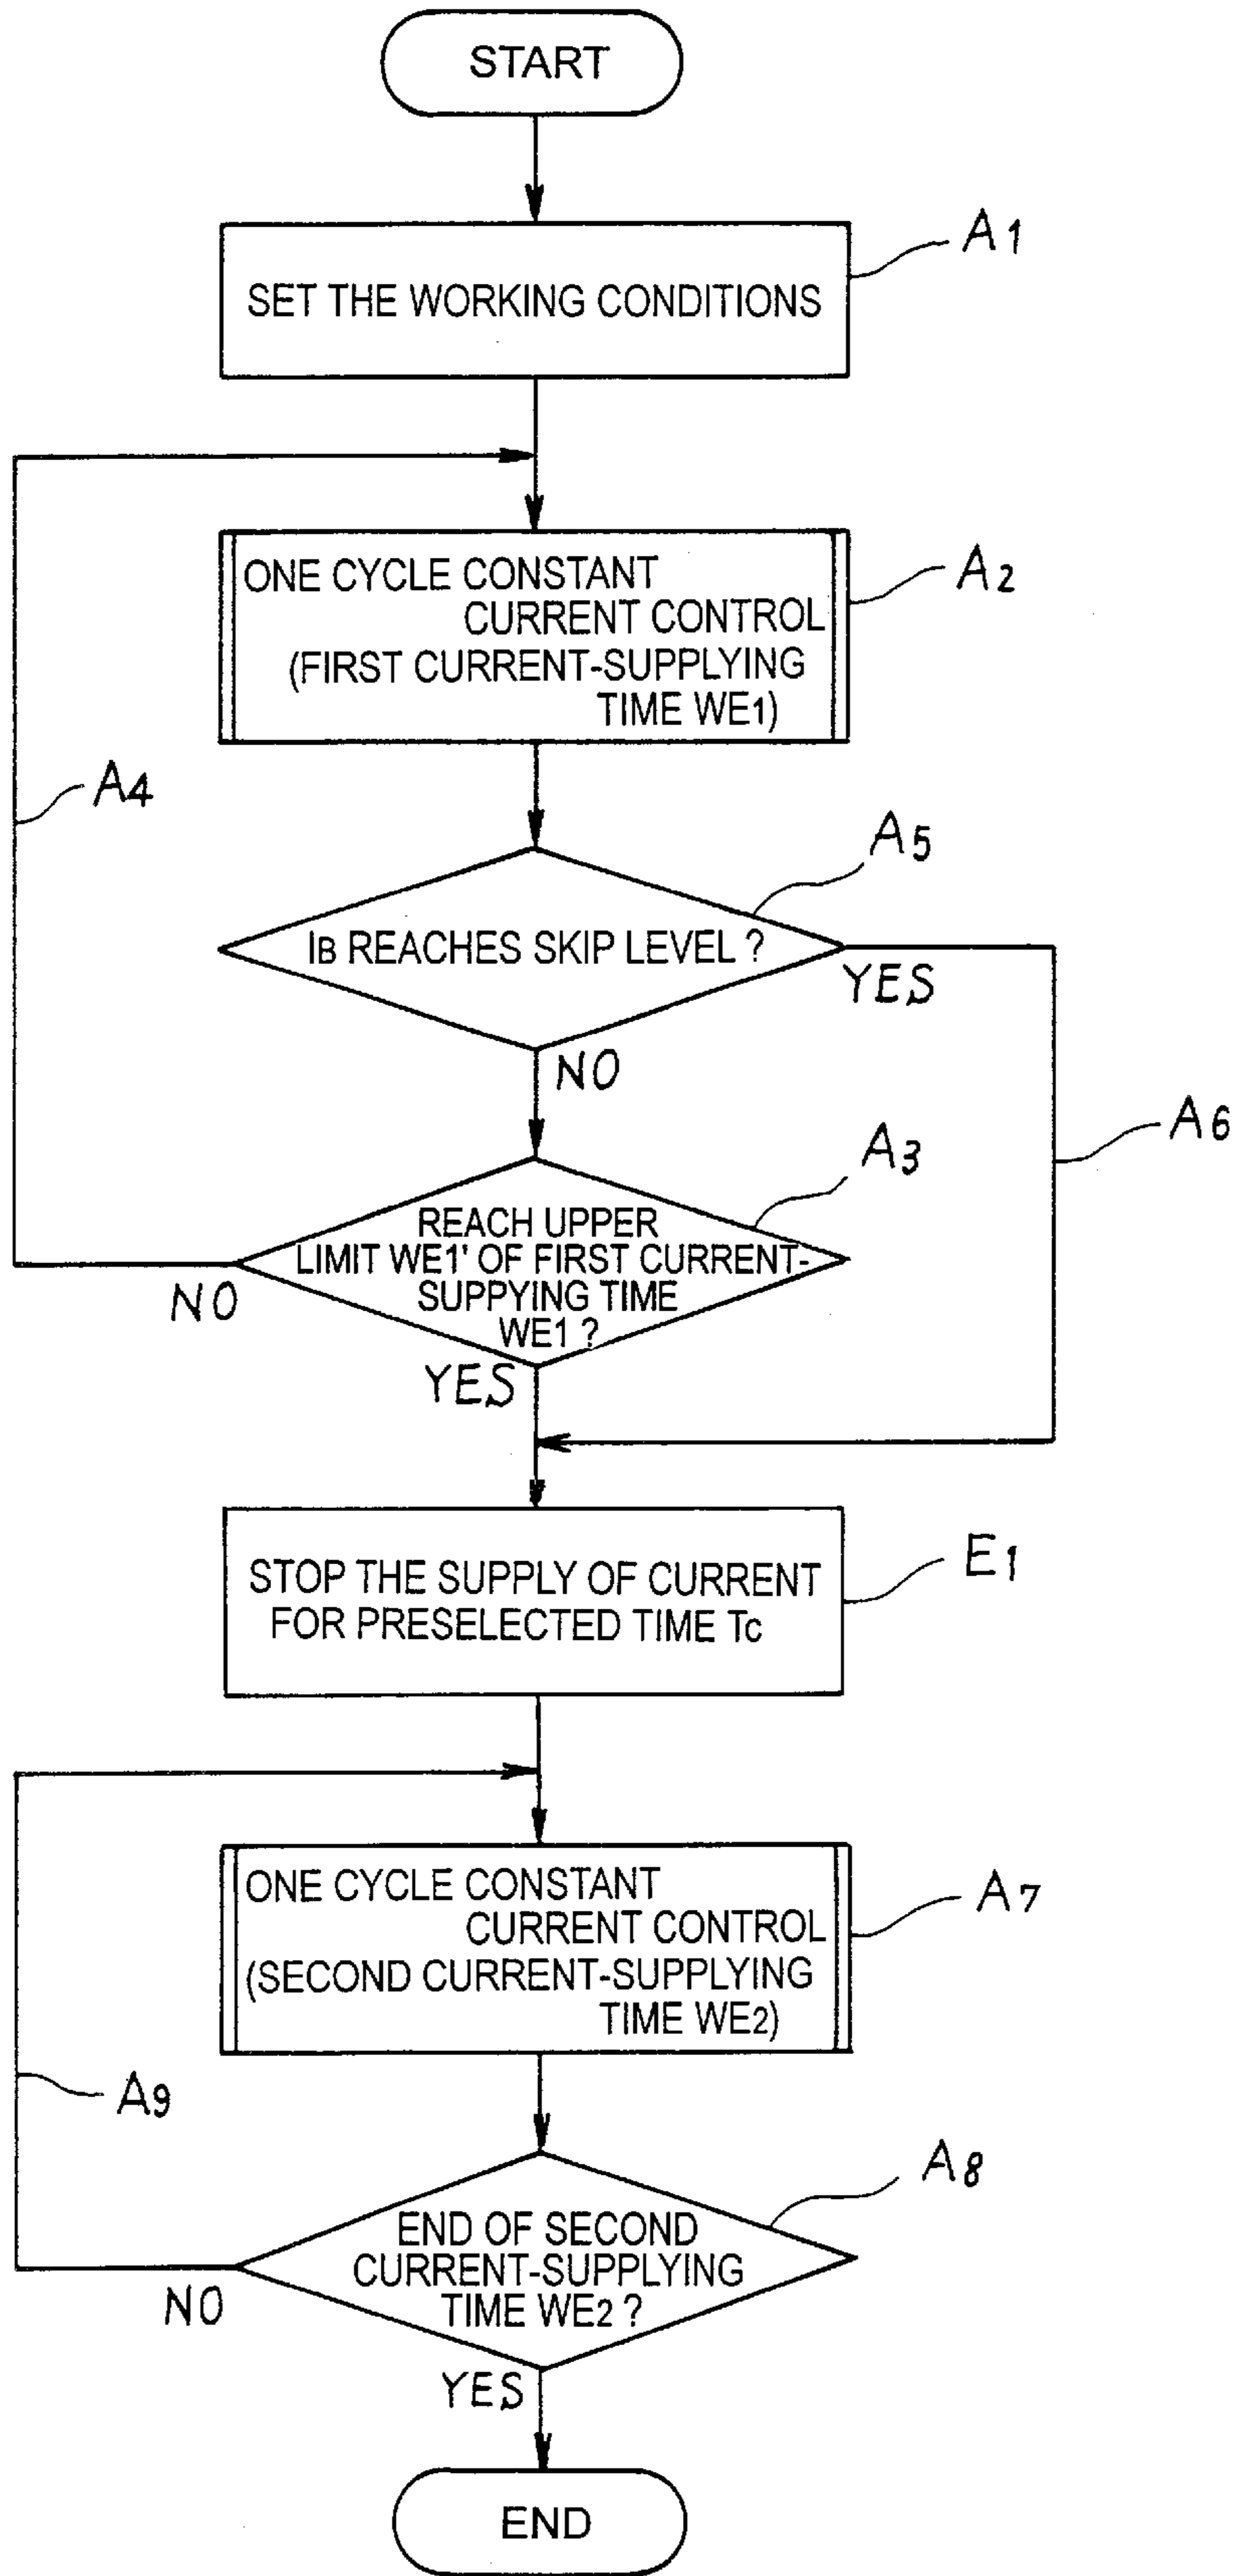 START
A1
SET THE WORKING CONDITIONS
A2
ONE CYCLE CONSTANT
CURRENT CONTROL
(FIRST CURRENT-SUPPLYING
TIME WE1)
A4
A5
IB REACHES SKIP LEVEL ?
YES
NO
A6
A3
REACH UPPER
LIMIT WE1' OF FIRST CURRENT-
SUPPYING TIME
WE1 ?
NO
YES
E1
STOP THE SUPPLY OF CURRENT
FOR PRESELECTED TIME Tc
A7
ONE CYCLE CONSTANT
CURRENT CONTROL
(SECOND CURRENT-SUPPLYING
TIME WE2)
A9
A8
END OF SECOND
CURRENT-SUPPLYING
TIME WE2 ?
NO
YES
END